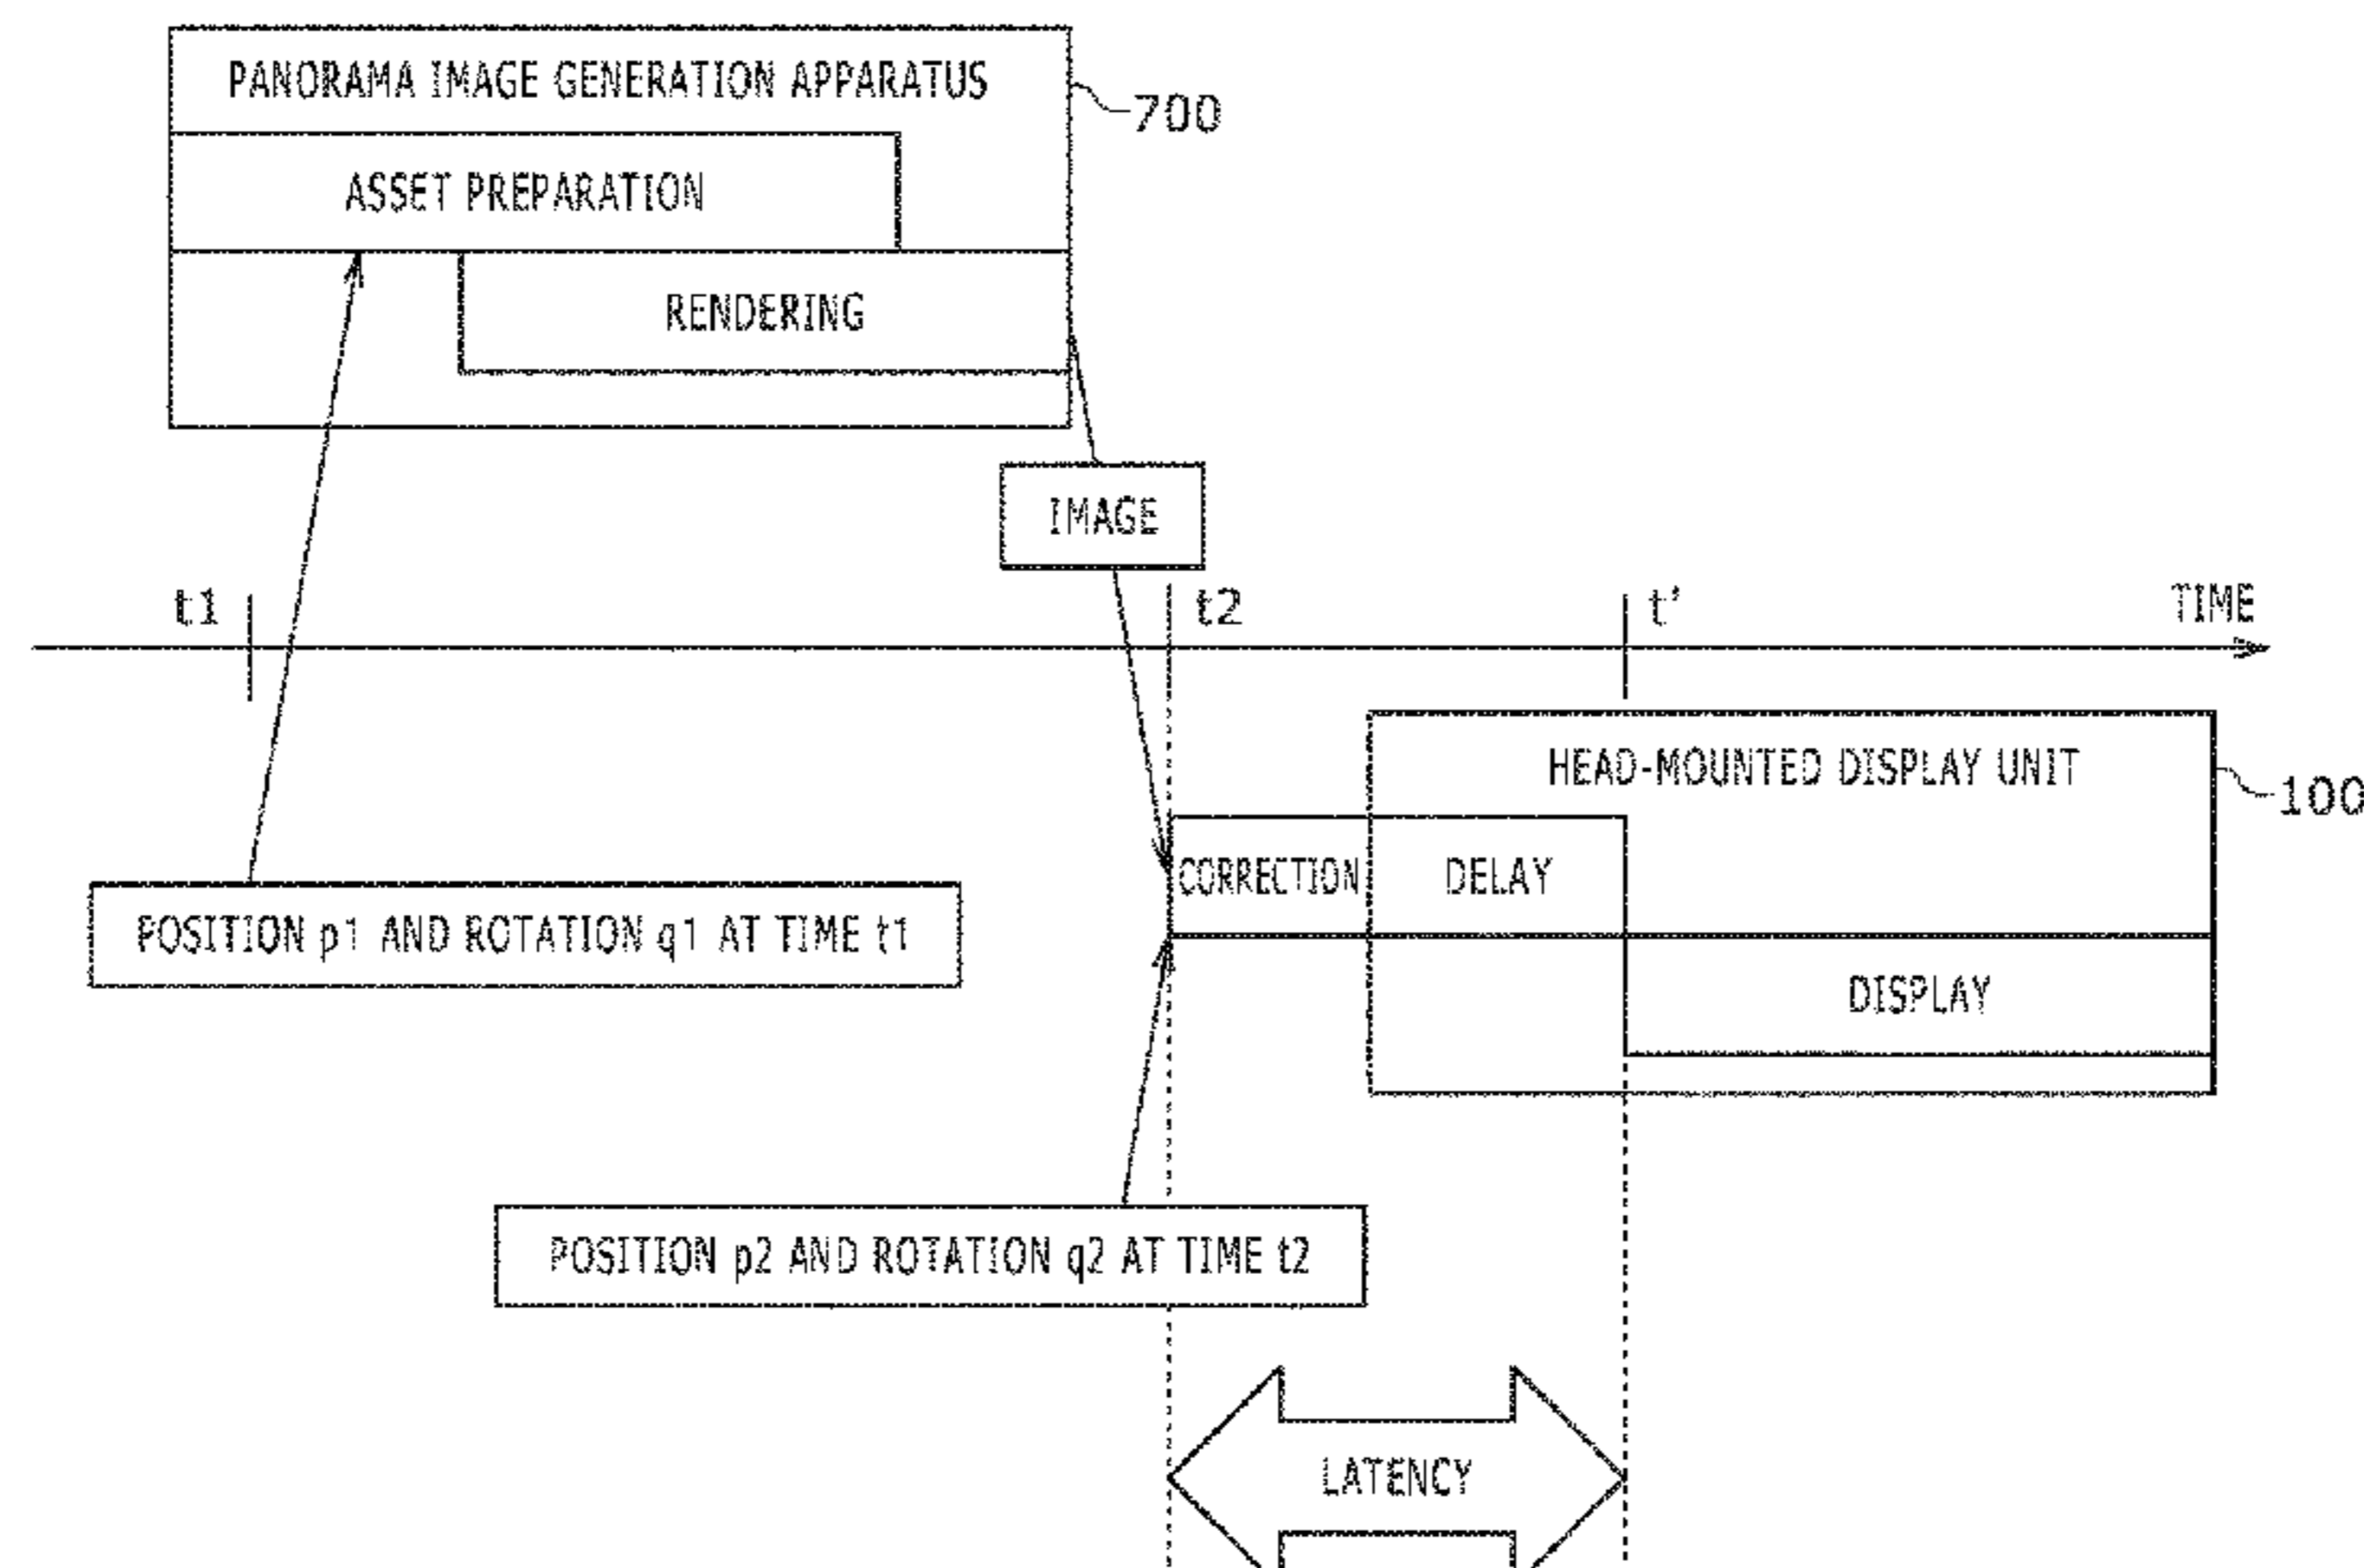 PANORAMA IMAGE GENERATION APPARATUS
700
ASSET PREPARATION
RENDERING
IMAGE
t1
t2
t'
TIME
HEAD-MOUNTED DISPLAY UNIT
100
CORRECTION
DELAY
POSITION p1 AND ROTATION q1 AT TIME t1
DISPLAY
POSITION p2 AND ROTATION q2 AT TIME t2
LATENCY